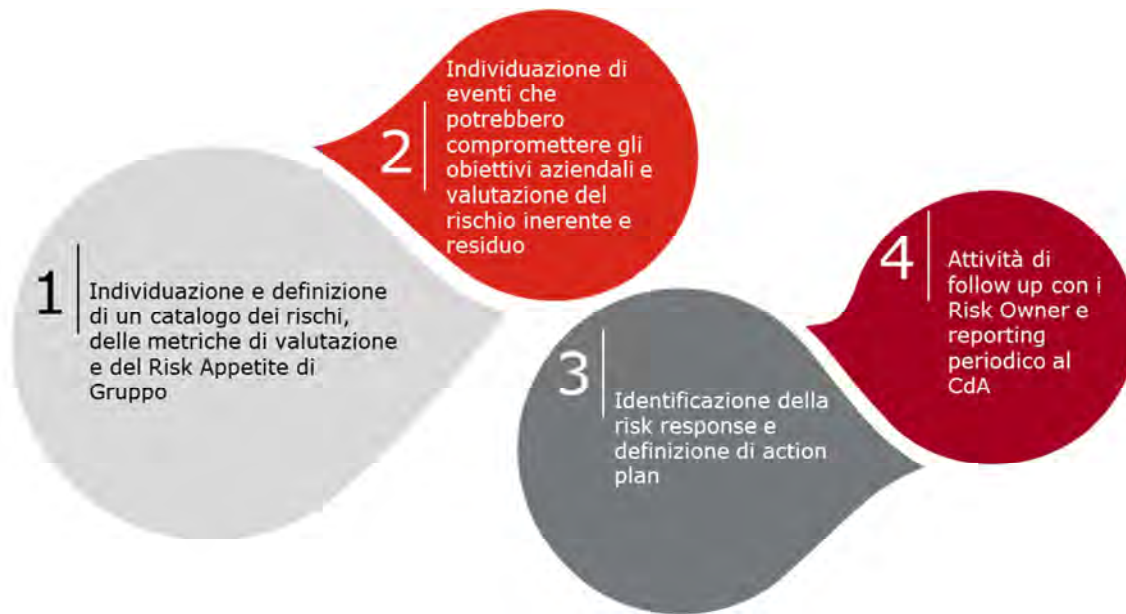 1
Individuazione e definizione
di un catalogo dei rischi,
delle metriche di valutazione
e del Risk Appetite di
Gruppo
2
Individuazione di
eventi che
potrebbero
compromettere gli
obiettivi aziendali e
valutazione del
rischio inerente e
residuo
3
Identificazione della
risk response e
definizione di action
plan
4
Attività di
follow up con i
Risk Owner e
reporting
periodico al
CdA